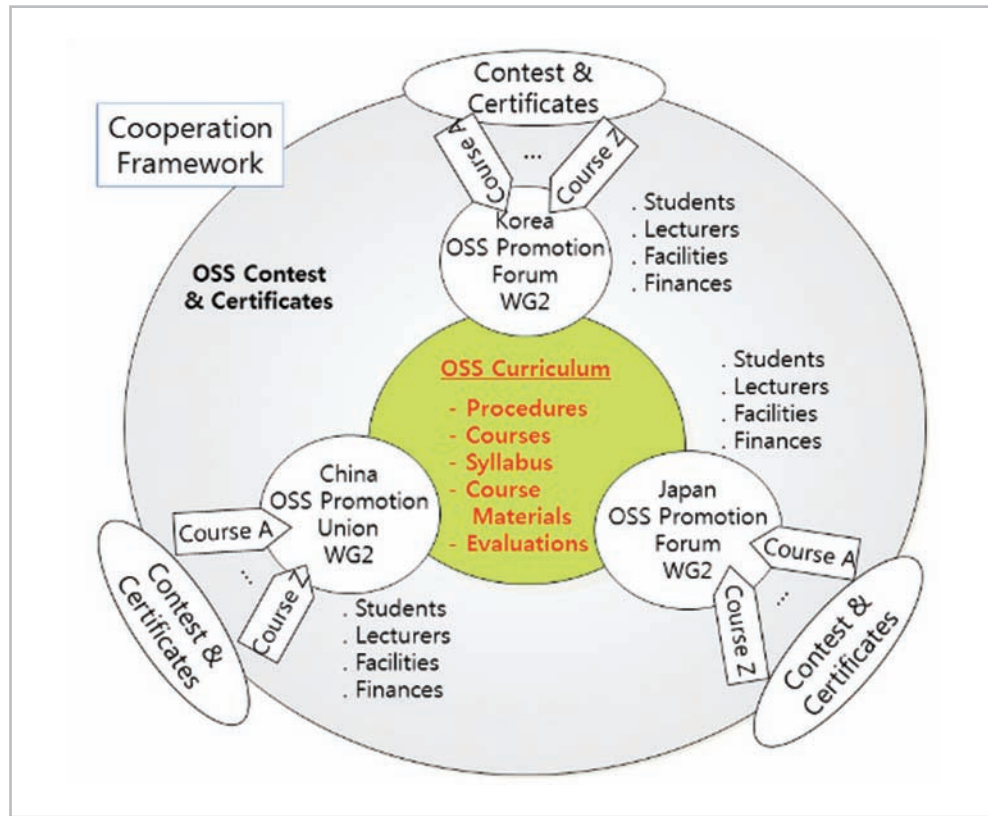 Contest &
Certificates
Cooperation
Framework
Course A
...
Course Z
Korea
OSS Promotion
Forum
WG2
. Students
. Lecturers
. Facilities
. Finances
OSS Contest
& Certificates
OSS Curriculum
- Procedures
- Courses
- Syllabus
- Course
Materials
- Evaluations
. Students
. Lecturers
. Facilities
. Finances
China
OSS Promotion
Union
WG2
Course A
...
Course Z
Contest &
Certificates
. Students
. Lecturers
. Facilities
. Finances
Japan
OSS Promotion
Forum
WG2
Course A
...
Course Z
Contest &
Certificates